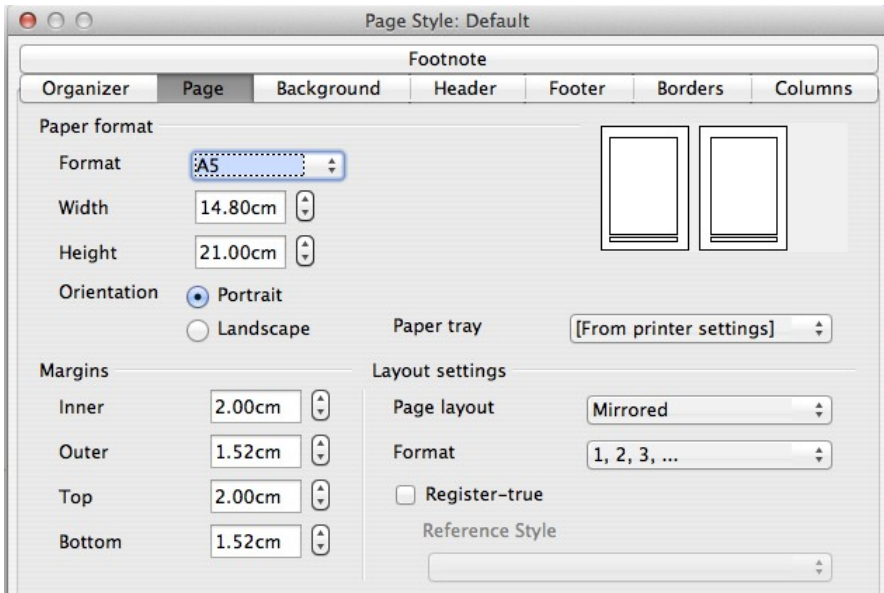 Page Style: Default
Footnote
Organizer Page Background Header Footer Borders Columns
Paper format
Format A5
Width 14.80cm
Height 21.00cm
Orientation Portrait
Landscape
Paper tray [From printer settings]
Margins
Inner 2.00cm
Outer 1.52cm
Top 2.00cm
Bottom 1.52cm
Layout settings
Page layout Mirrored
Format 1, 2, 3, ...
Register-true
Reference Style